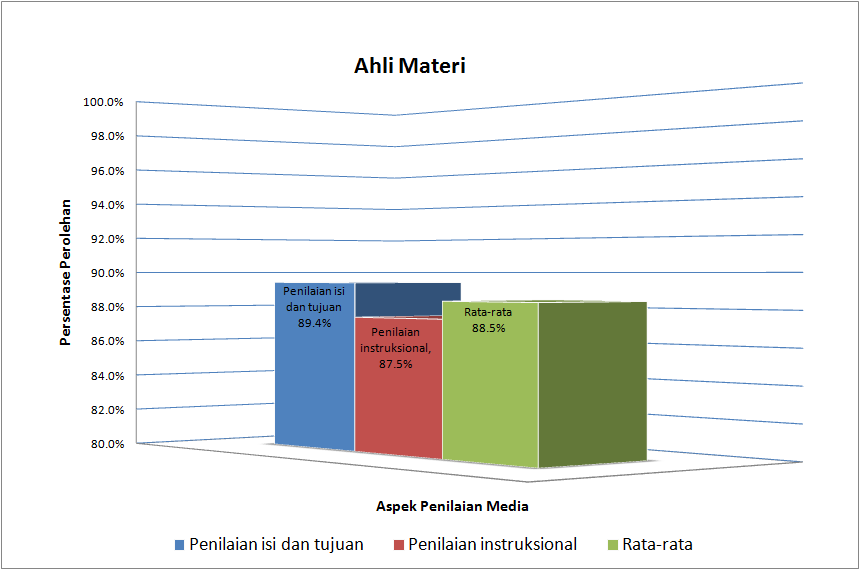 Ahli Materi
100.0%
98.0%
96.0%
94.0%
92.0%
90.0%
88.0%
86.0%
84.0%
82.0%
80.0%
Persentase Perolehan
Penilaian isi
dan tujuan
89.4%
Penilaian
instruksional,
87.5%
Rata-rata
88.5%
Aspek Penilaian Media
Penilaian isi dan tujuan
Penilaian instruksional
Rata-rata